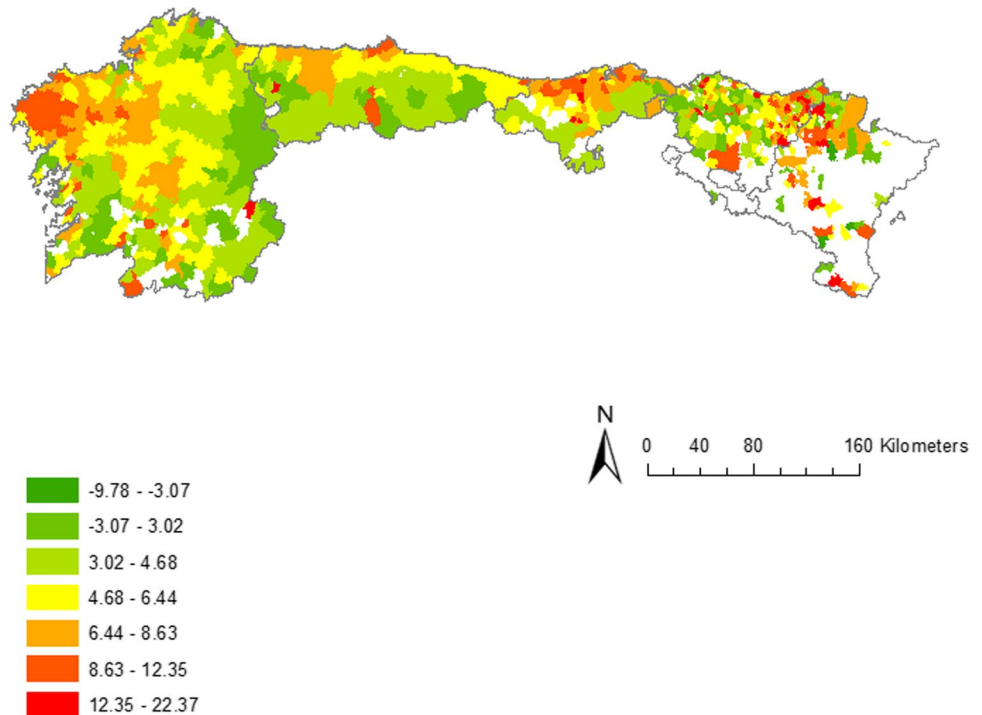 N
0 40 80 160 Kilometers
-9.78 - -3.07
-3.07 - 3.02
3.02 - 4.68
4.68 - 6.44
6.44 - 8.63
8.63 - 12.35
12.35 - 22.37